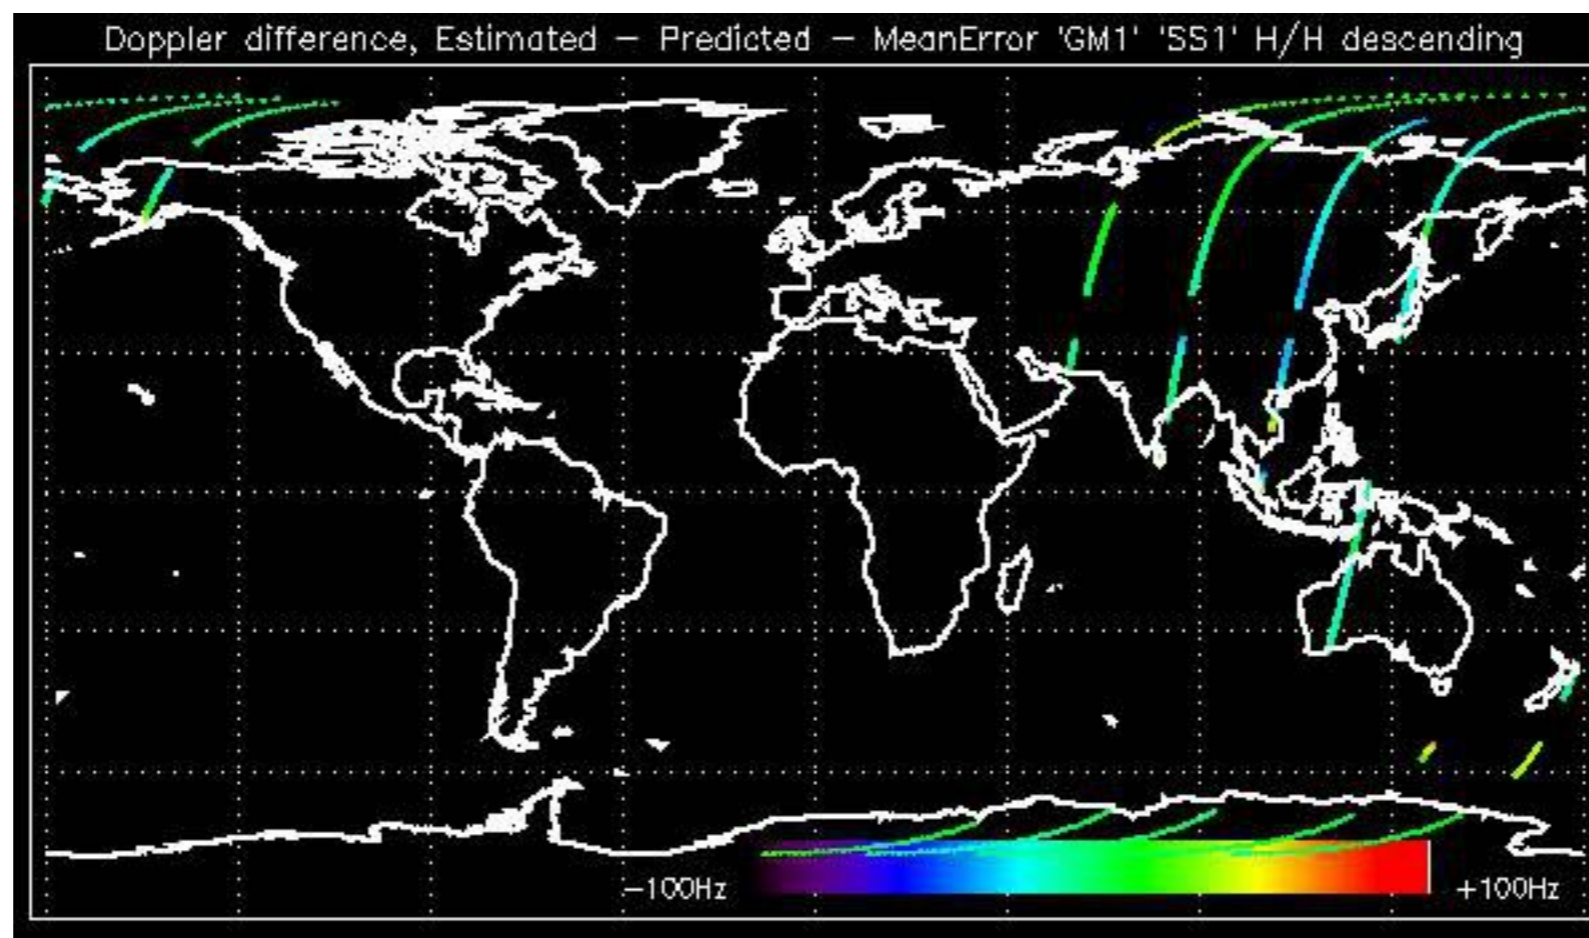 Doppler difference, Estimated – Predicted – MeanError 'GM1' 'SS1' H/H descending
–100Hz +100Hz